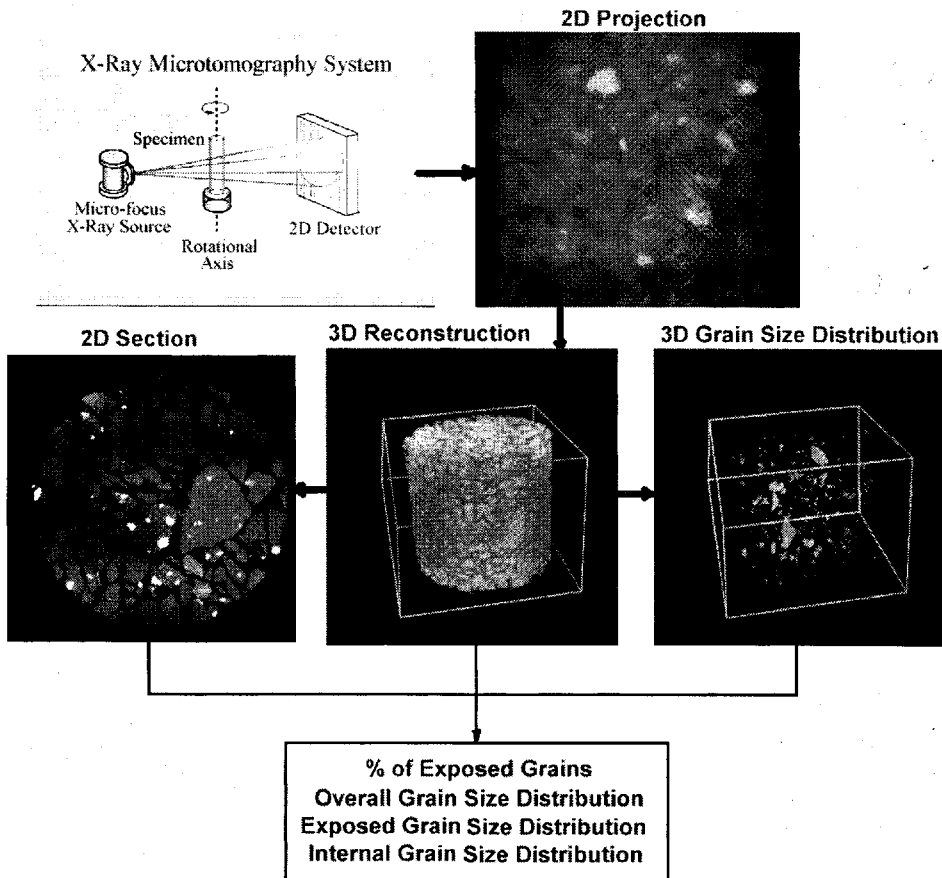 2D Projection
X-Ray Microtomography System
Specimen
Micro-focus
X-Ray Source
Rotational
Axis
2D Detector
2D Section
3D Reconstruction
3D Grain Size Distribution
% of Exposed Grains
Overall Grain Size Distribution
Exposed Grain Size Distribution
Internal Grain Size Distribution